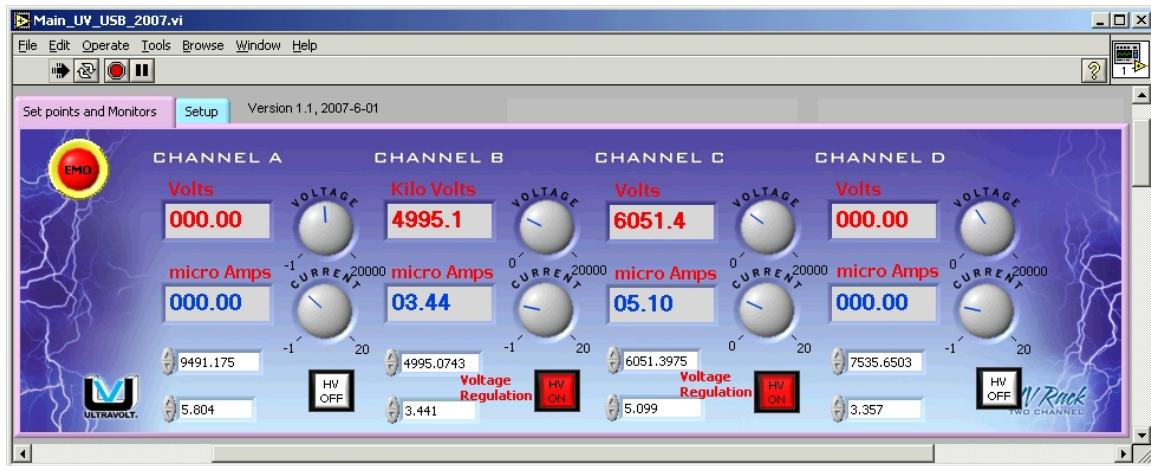 Main_UV_USB_2007.vi
File Edit Operate Tools Browse Window Help
1
Set points and Monitors Setup Version 1.1, 2007-6-01
EMO
CHANNEL A CHANNEL B CHANNEL C CHANNEL D
Volts VOLTAGE Kilo Volts VOLTAGE Volts VOLTAGE Volts VOLTAGE
000.00 4995.1 6051.4 000.00
-1 20000 0 20000 0 20000 0 20000
micro Amps CURRENT micro Amps CURRENT micro Amps CURRENT micro Amps CURRENT
000.00 03.44 05.10 000.00
-1 20 -1 20 0 20 -1 20
9491.175 4995.0743 6051.3975 7535.6503
HV OFF Voltage Regulation HV ON Voltage Regulation HV ON HV OFF
ULTRAVOLT. 5.804 3.441 5.099 3.357
V Rack
TWO CHANNEL